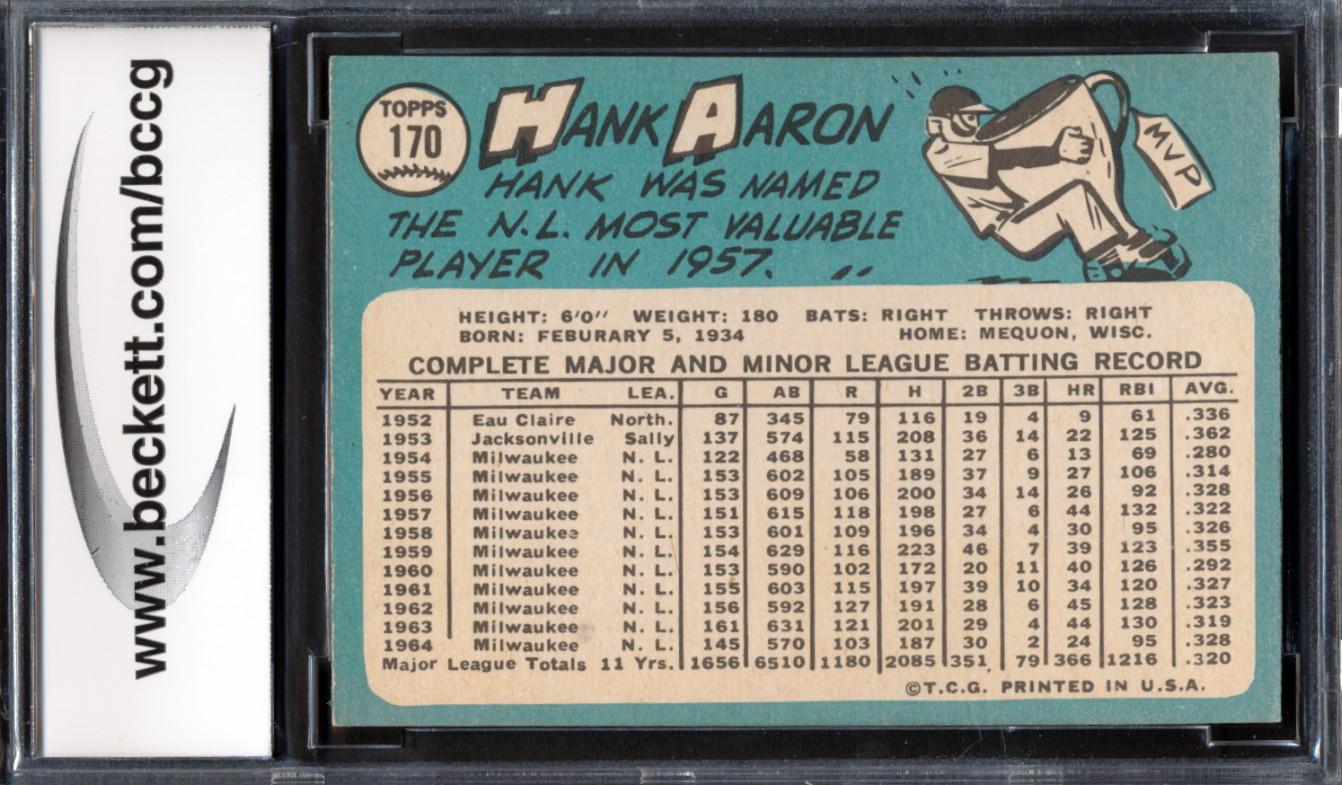 www.beckett.com/bccg
TOPPS
170
HANK AARON
HANK WAS NAMED
THE N.L. MOST VALUABLE
PLAYER IN 1957.
MVP
HEIGHT: 6'0" WEIGHT: 180 BATS: RIGHT THROWS: RIGHT
BORN: FEBURARY 5, 1934 HOME: MEQUON, WISC.
COMPLETE MAJOR AND MINOR LEAGUE BATTING RECORD
YEAR TEAM LEA. G AB R H 2B 3B HR RBI AVG.
1952 Eau Claire North. 87 345 79 116 19 4 9 61 .336
1953 Jacksonville Sally 137 574 115 208 36 14 22 125 .362
1954 Milwaukee N. L. 122 468 58 131 27 6 13 69 .280
1955 Milwaukee N. L. 153 602 105 189 37 9 27 106 .314
1956 Milwaukee N. L. 153 609 106 200 34 14 26 92 .328
1957 Milwaukee N. L. 151 615 118 198 27 6 44 132 .322
1958 Milwaukee N. L. 153 601 109 196 34 4 30 95 .326
1959 Milwaukee N. L. 154 629 116 223 46 7 39 123 .355
1960 Milwaukee N. L. 153 590 102 172 20 11 40 126 .292
1961 Milwaukee N. L. 155 603 115 197 39 10 34 120 .327
1962 Milwaukee N. L. 156 592 127 191 28 6 45 128 .323
1963 Milwaukee N. L. 161 631 121 201 29 4 44 130 .319
1964 Milwaukee N. L. 145 570 103 187 30 2 24 95 .328
Major League Totals 11 Yrs. 1656 6510 1180 2085 351 79 366 1216 .320
©T.C.G. PRINTED IN U.S.A.